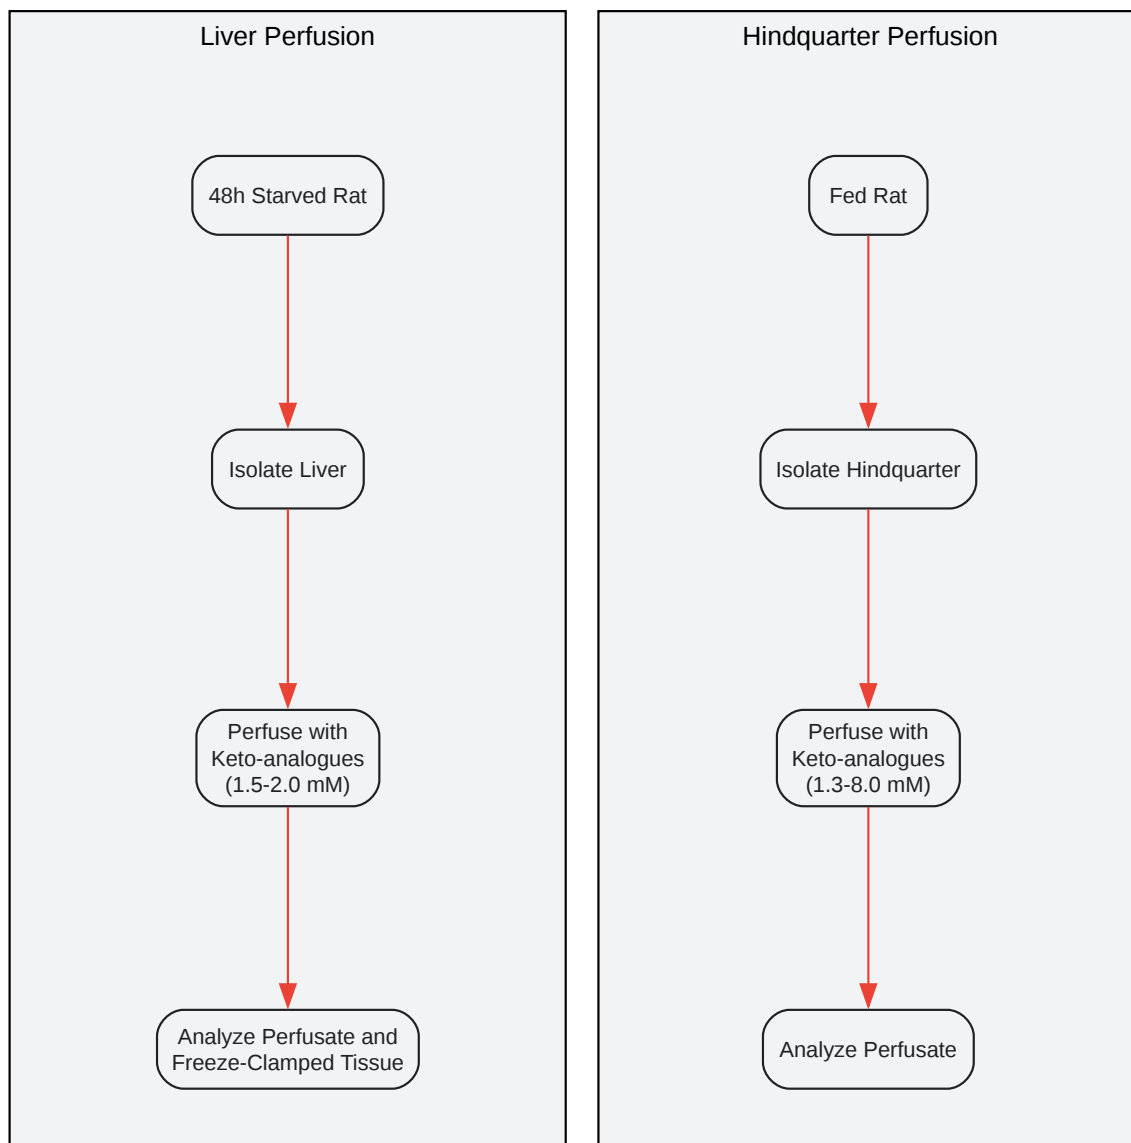 Liver Perfusion
48h Starved Rat
Isolate Liver
Perfuse with
Keto-analogues
(1.5-2.0 mM)
Analyze Perfusate and
Freeze-Clamped Tissue
Hindquarter Perfusion
Fed Rat
Isolate Hindquarter
Perfuse with
Keto-analogues
(1.3-8.0 mM)
Analyze Perfusate